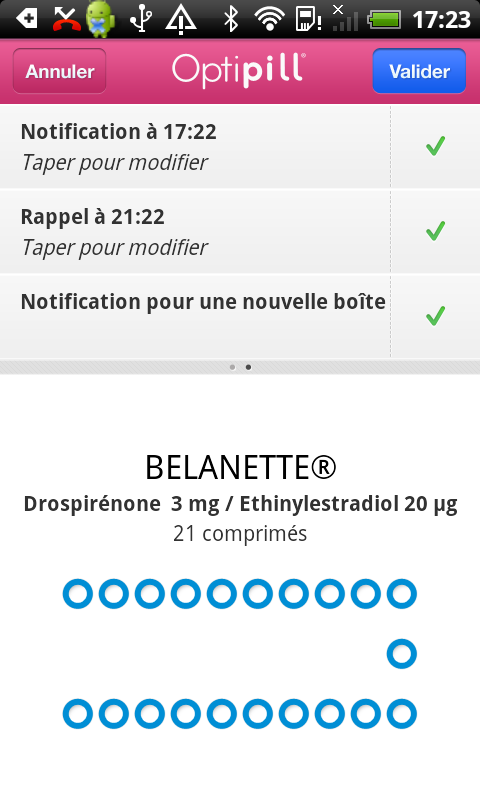 17:23
Annuler
Optipill®
Valider
Notification à 17:22
Taper pour modifier
Rappel à 21:22
Taper pour modifier
Notification pour une nouvelle boîte
BELANETTE®
Drospirénone 3 mg / Ethinylestradiol 20 µg
21 comprimés